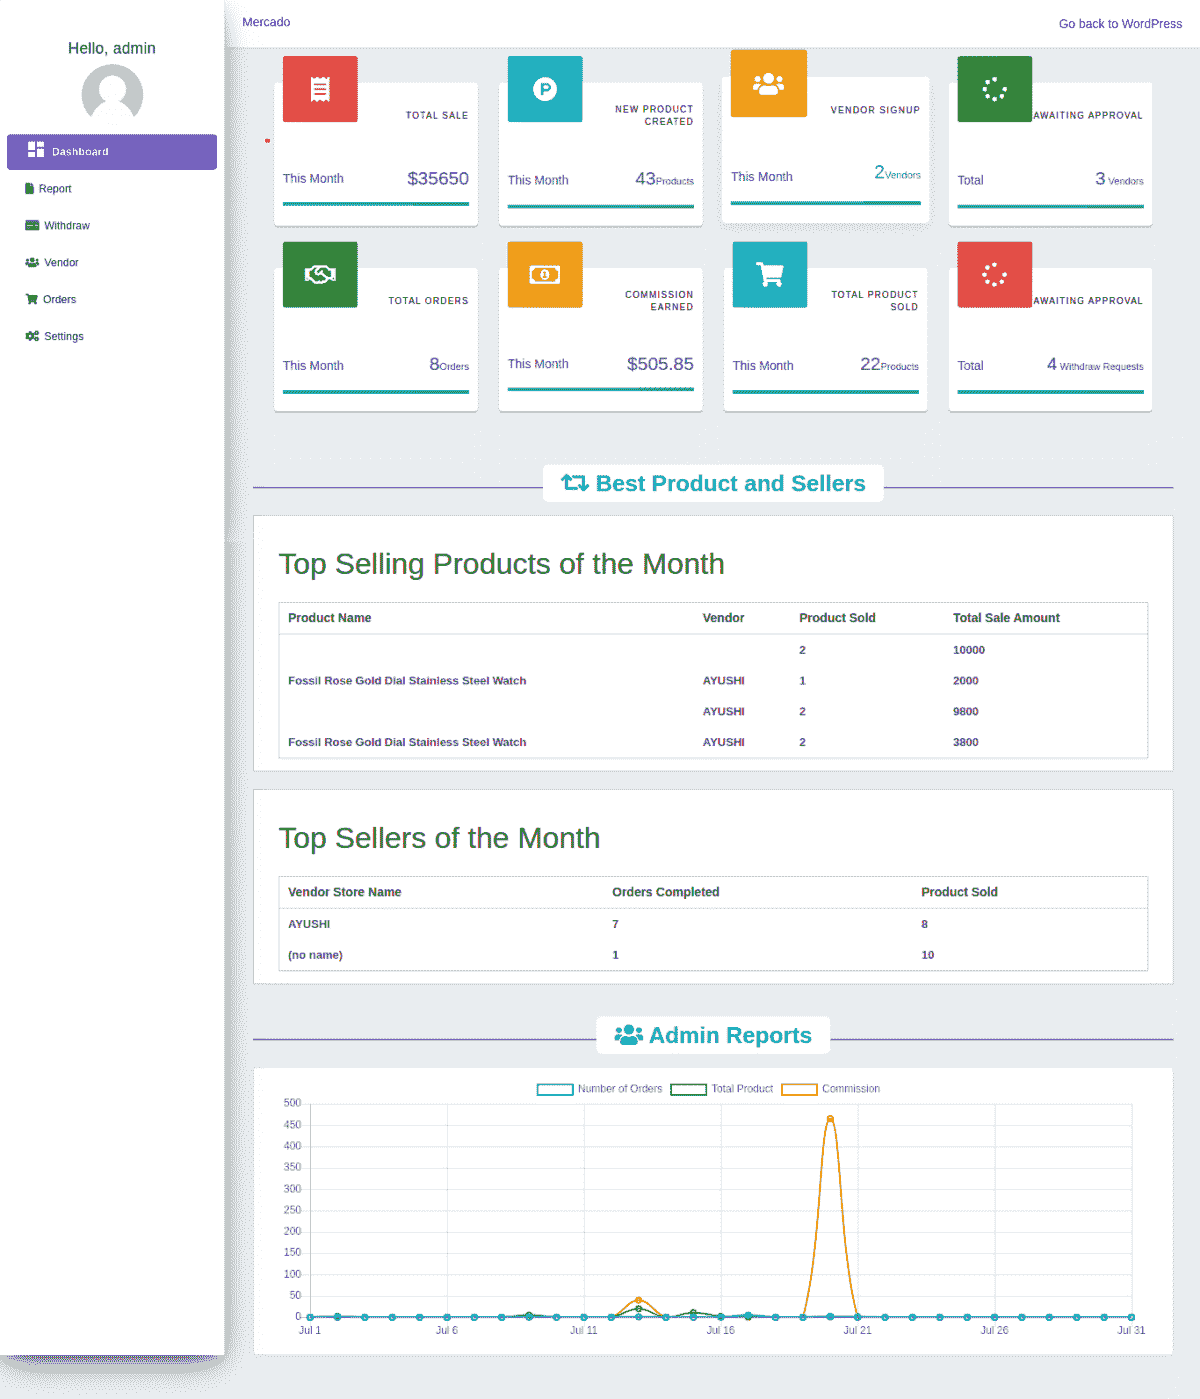 Mercado
Go back to WordPress
Hello, admin
Dashboard
Report
Withdraw
Vendor
Orders
Settings
TOTAL SALE
This Month
$35650
NEW PRODUCT
CREATED
This Month
43Products
VENDOR SIGNUP
This Month
2Vendors
AWAITING APPROVAL
Total
3 Vendors
TOTAL ORDERS
This Month
8Orders
COMMISSION
EARNED
This Month
$505.85
TOTAL PRODUCT
SOLD
This Month
22Products
AWAITING APPROVAL
Total
4 Withdraw Requests
Best Product and Sellers
Top Selling Products of the Month
Product Name Vendor Product Sold Total Sale Amount
2 10000
Fossil Rose Gold Dial Stainless Steel Watch AYUSHI 1 2000
AYUSHI 2 9800
Fossil Rose Gold Dial Stainless Steel Watch AYUSHI 2 3800
Top Sellers of the Month
Vendor Store Name Orders Completed Product Sold
AYUSHI 7 8
(no name) 1 10
Admin Reports
Number of Orders Total Product Commission
500
450
400
350
300
250
200
150
100
50
0
Jul 1 Jul 6 Jul 11 Jul 16 Jul 21 Jul 26 Jul 31